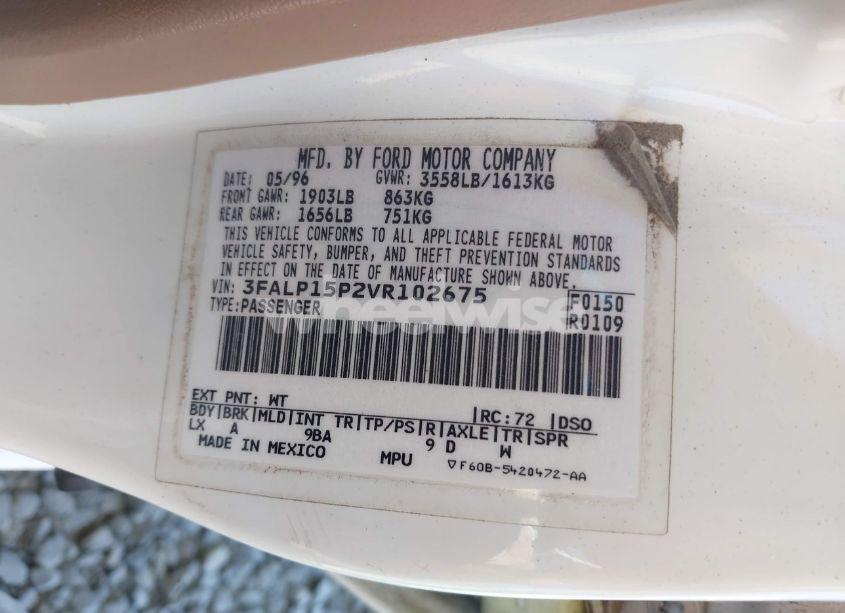 MFD. BY FORD MOTOR COMPANY
DATE: 05/96 GVWR: 3558LB/1613KG
FRONT GAWR: 1903LB 863KG
REAR GAWR: 1656LB 751KG
THIS VEHICLE CONFORMS TO ALL APPLICABLE FEDERAL MOTOR
VEHICLE SAFETY, BUMPER, AND THEFT PREVENTION STANDARDS
IN EFFECT ON THE DATE OF MANUFACTURE SHOWN ABOVE.
VIN: 3FALP15P2VR102675 F0150
TYPE: PASSENGER R0109
wheelwise
EXT PNT: WT RC: 72 DSO
BDY BRK MLD INT TR TP/PS R AXLE TR SPR
LX A 9BA 9 D W
MADE IN MEXICO MPU ▽F60B-5420472-AA